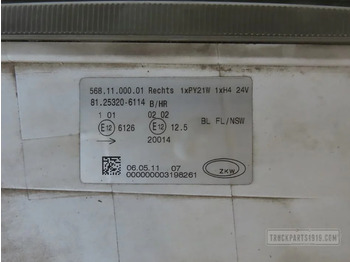 568.11.000.01 Rechts 1xPY21W 1xH4 24V
81.25320-6114 B/HR
1 01 02 02 BL FL/NSW
E12 6126 E12 12.5
20014
06.05.11 07
000000003198261
ZKW
TRUCKPARTS1919.COM